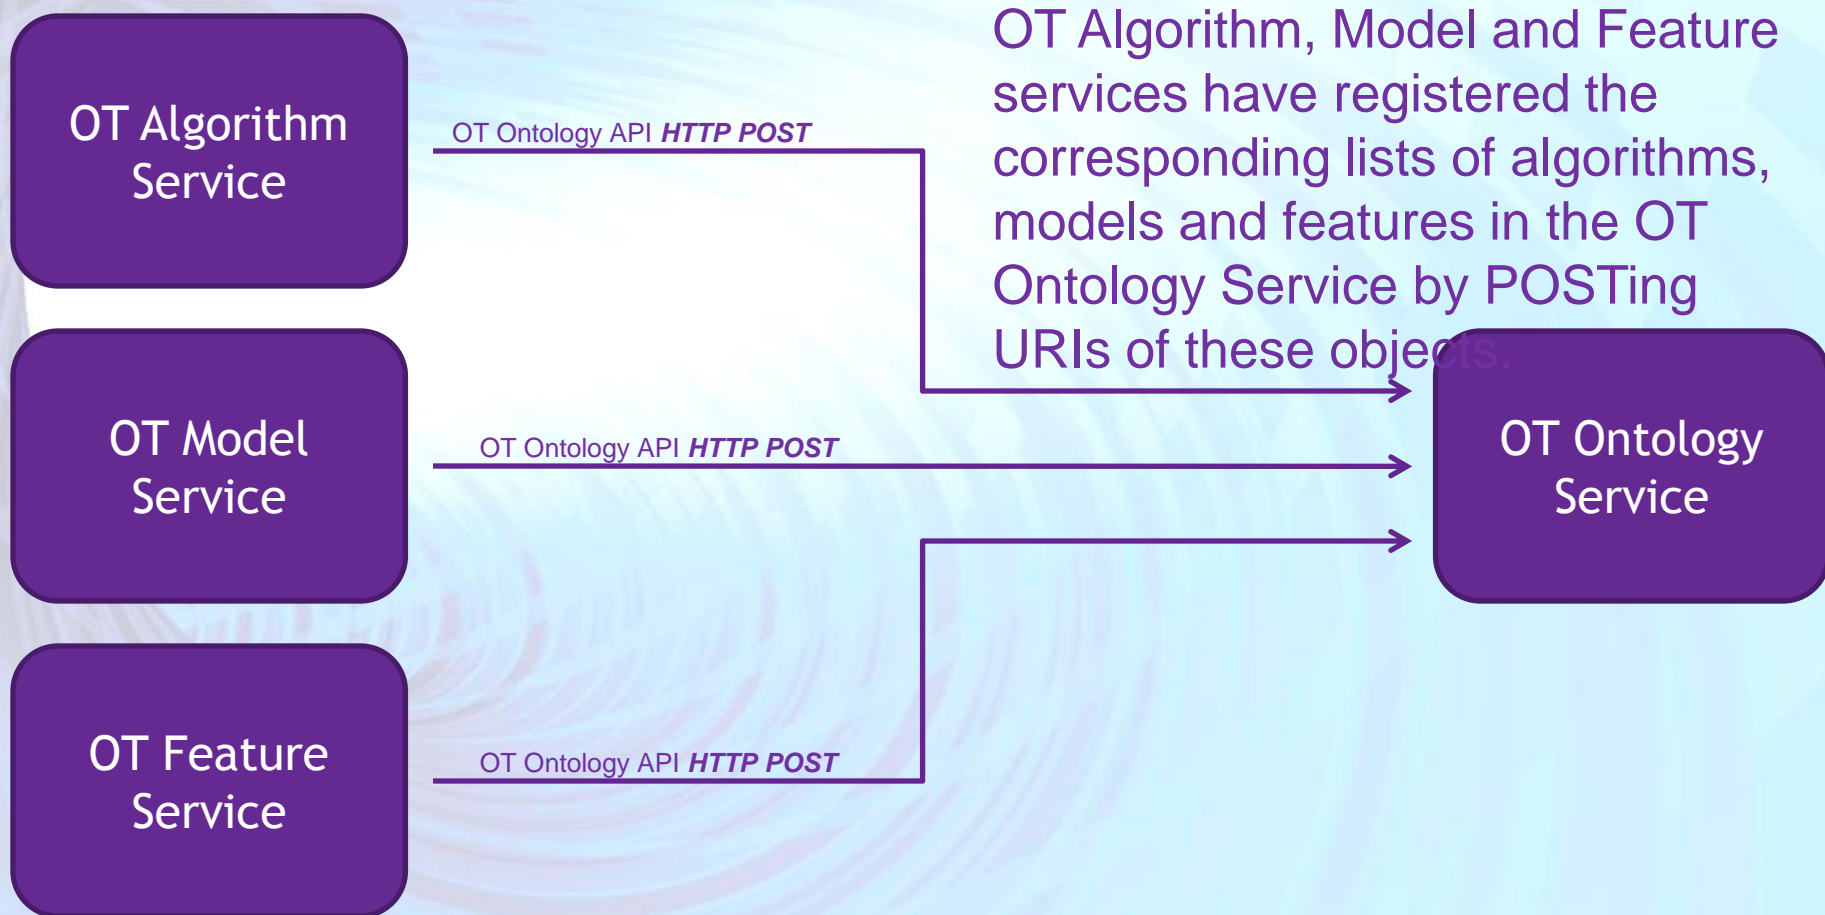 OT Algorithm, Model and Feature
services have registered the
corresponding lists of algorithms,
models and features in the OT
Ontology Service by POSTing
URIs of these objects.
OT Algorithm
Service
OT Ontology API HTTP POST
OT Model
Service
OT Ontology API HTTP POST
OT Ontology
Service
OT Feature
Service
OT Ontology API HTTP POST